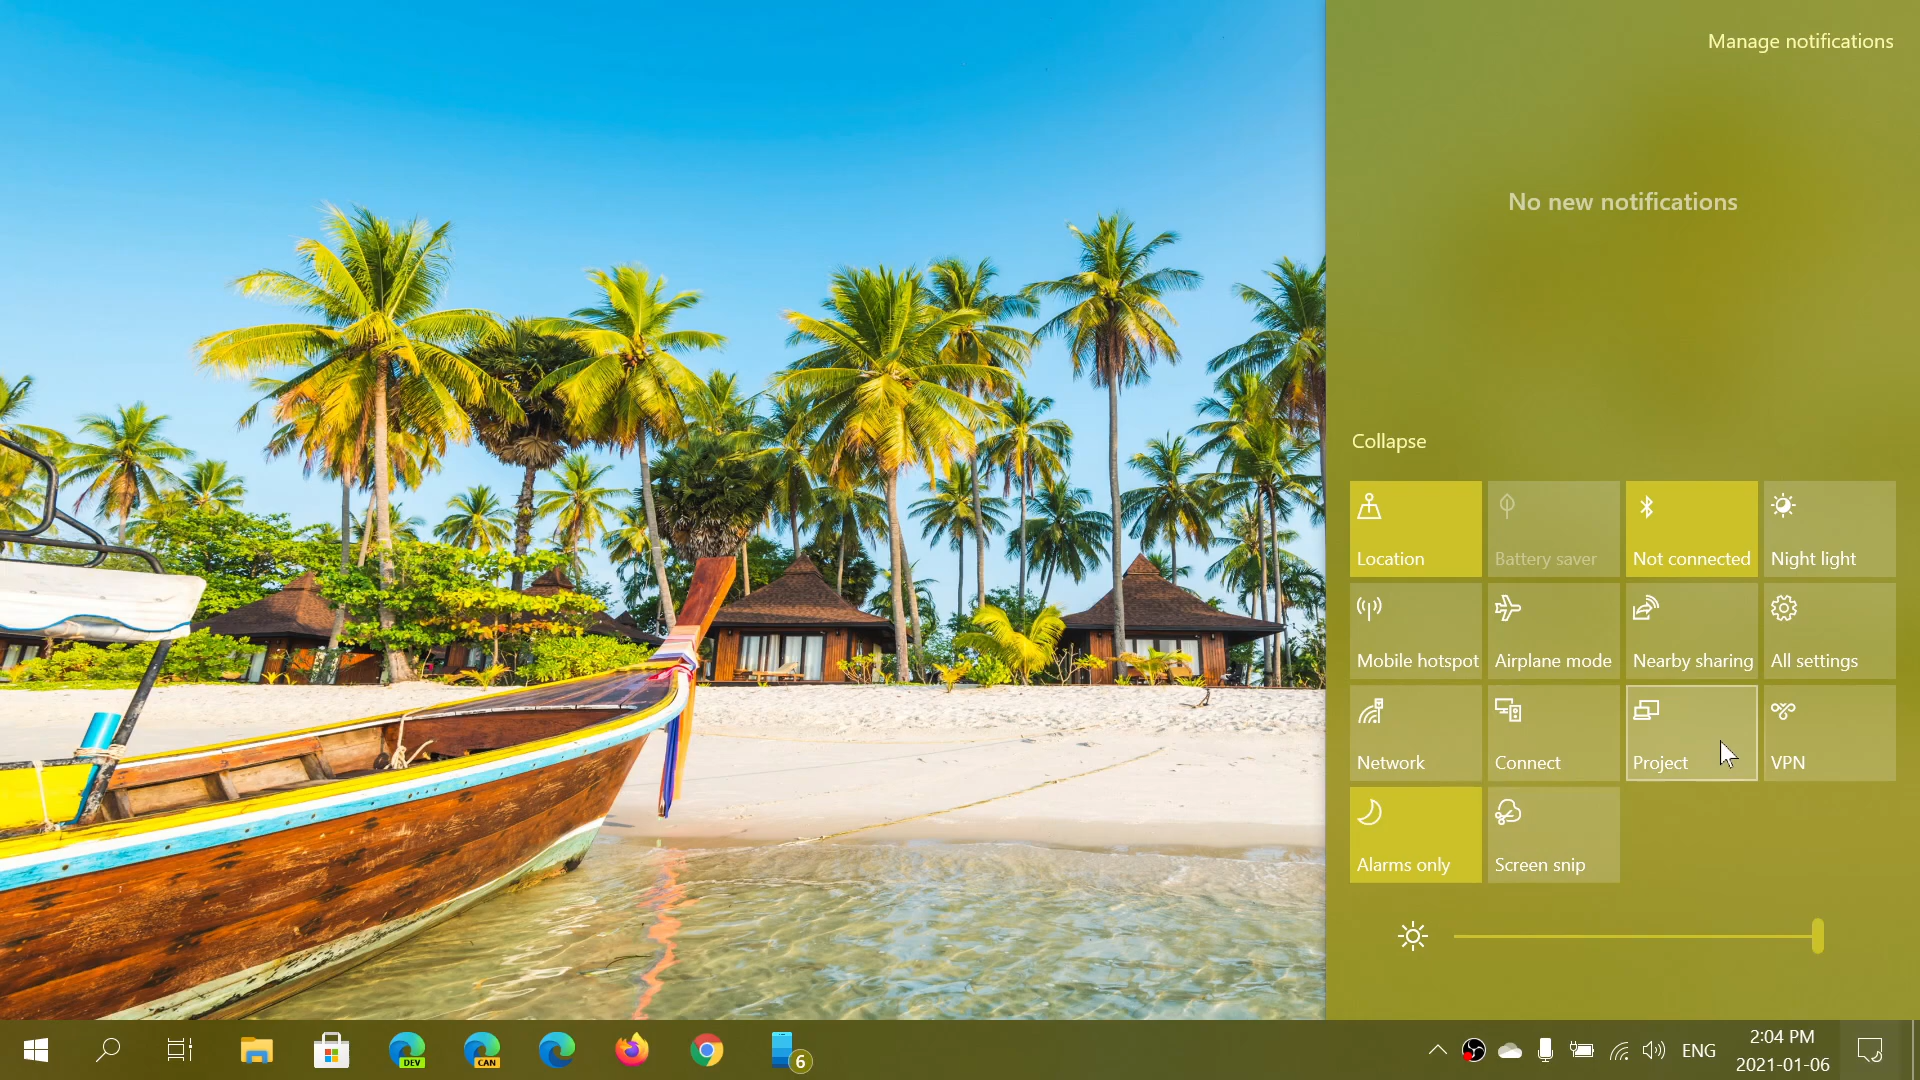 Manage notifications
No new notifications
Collapse
Location
Battery saver
Not connected
Night light
Mobile hotspot
Airplane mode
Nearby sharing
All settings
Network
Connect
Project
VPN
Alarms only
Screen snip
DEV
CAN
6
ENG
2:04 PM
2021-01-06